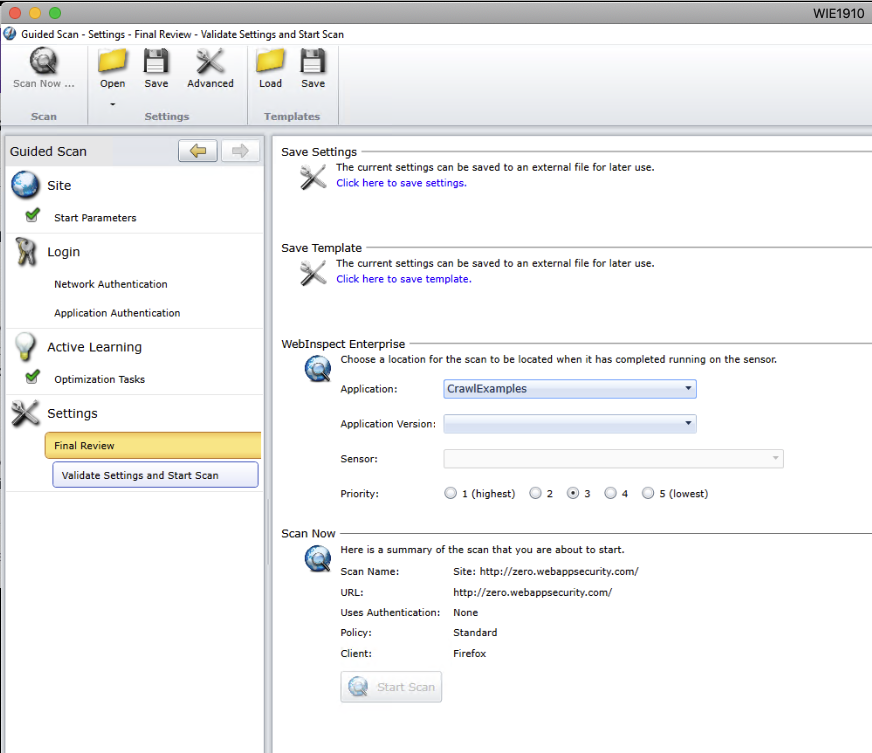 WIE1910
Guided Scan - Settings - Final Review - Validate Settings and Start Scan
Scan Now ...
Open
Save
Advanced
Load
Save
Scan
Settings
Templates
Guided Scan
Site
Start Parameters
Login
Network Authentication
Application Authentication
Active Learning
Optimization Tasks
Settings
Final Review
Validate Settings and Start Scan
Save Settings
The current settings can be saved to an external file for later use.
Click here to save settings.
Save Template
The current settings can be saved to an external file for later use.
Click here to save template.
WebInspect Enterprise
Choose a location for the scan to be located when it has completed running on the sensor.
Application: CrawlExamples
Application Version:
Sensor:
Priority: 1 (highest) 2 3 4 5 (lowest)
Scan Now
Here is a summary of the scan that you are about to start.
Scan Name: Site: http://zero.webappsecurity.com/
URL: http://zero.webappsecurity.com/
Uses Authentication: None
Policy: Standard
Client: Firefox
Start Scan